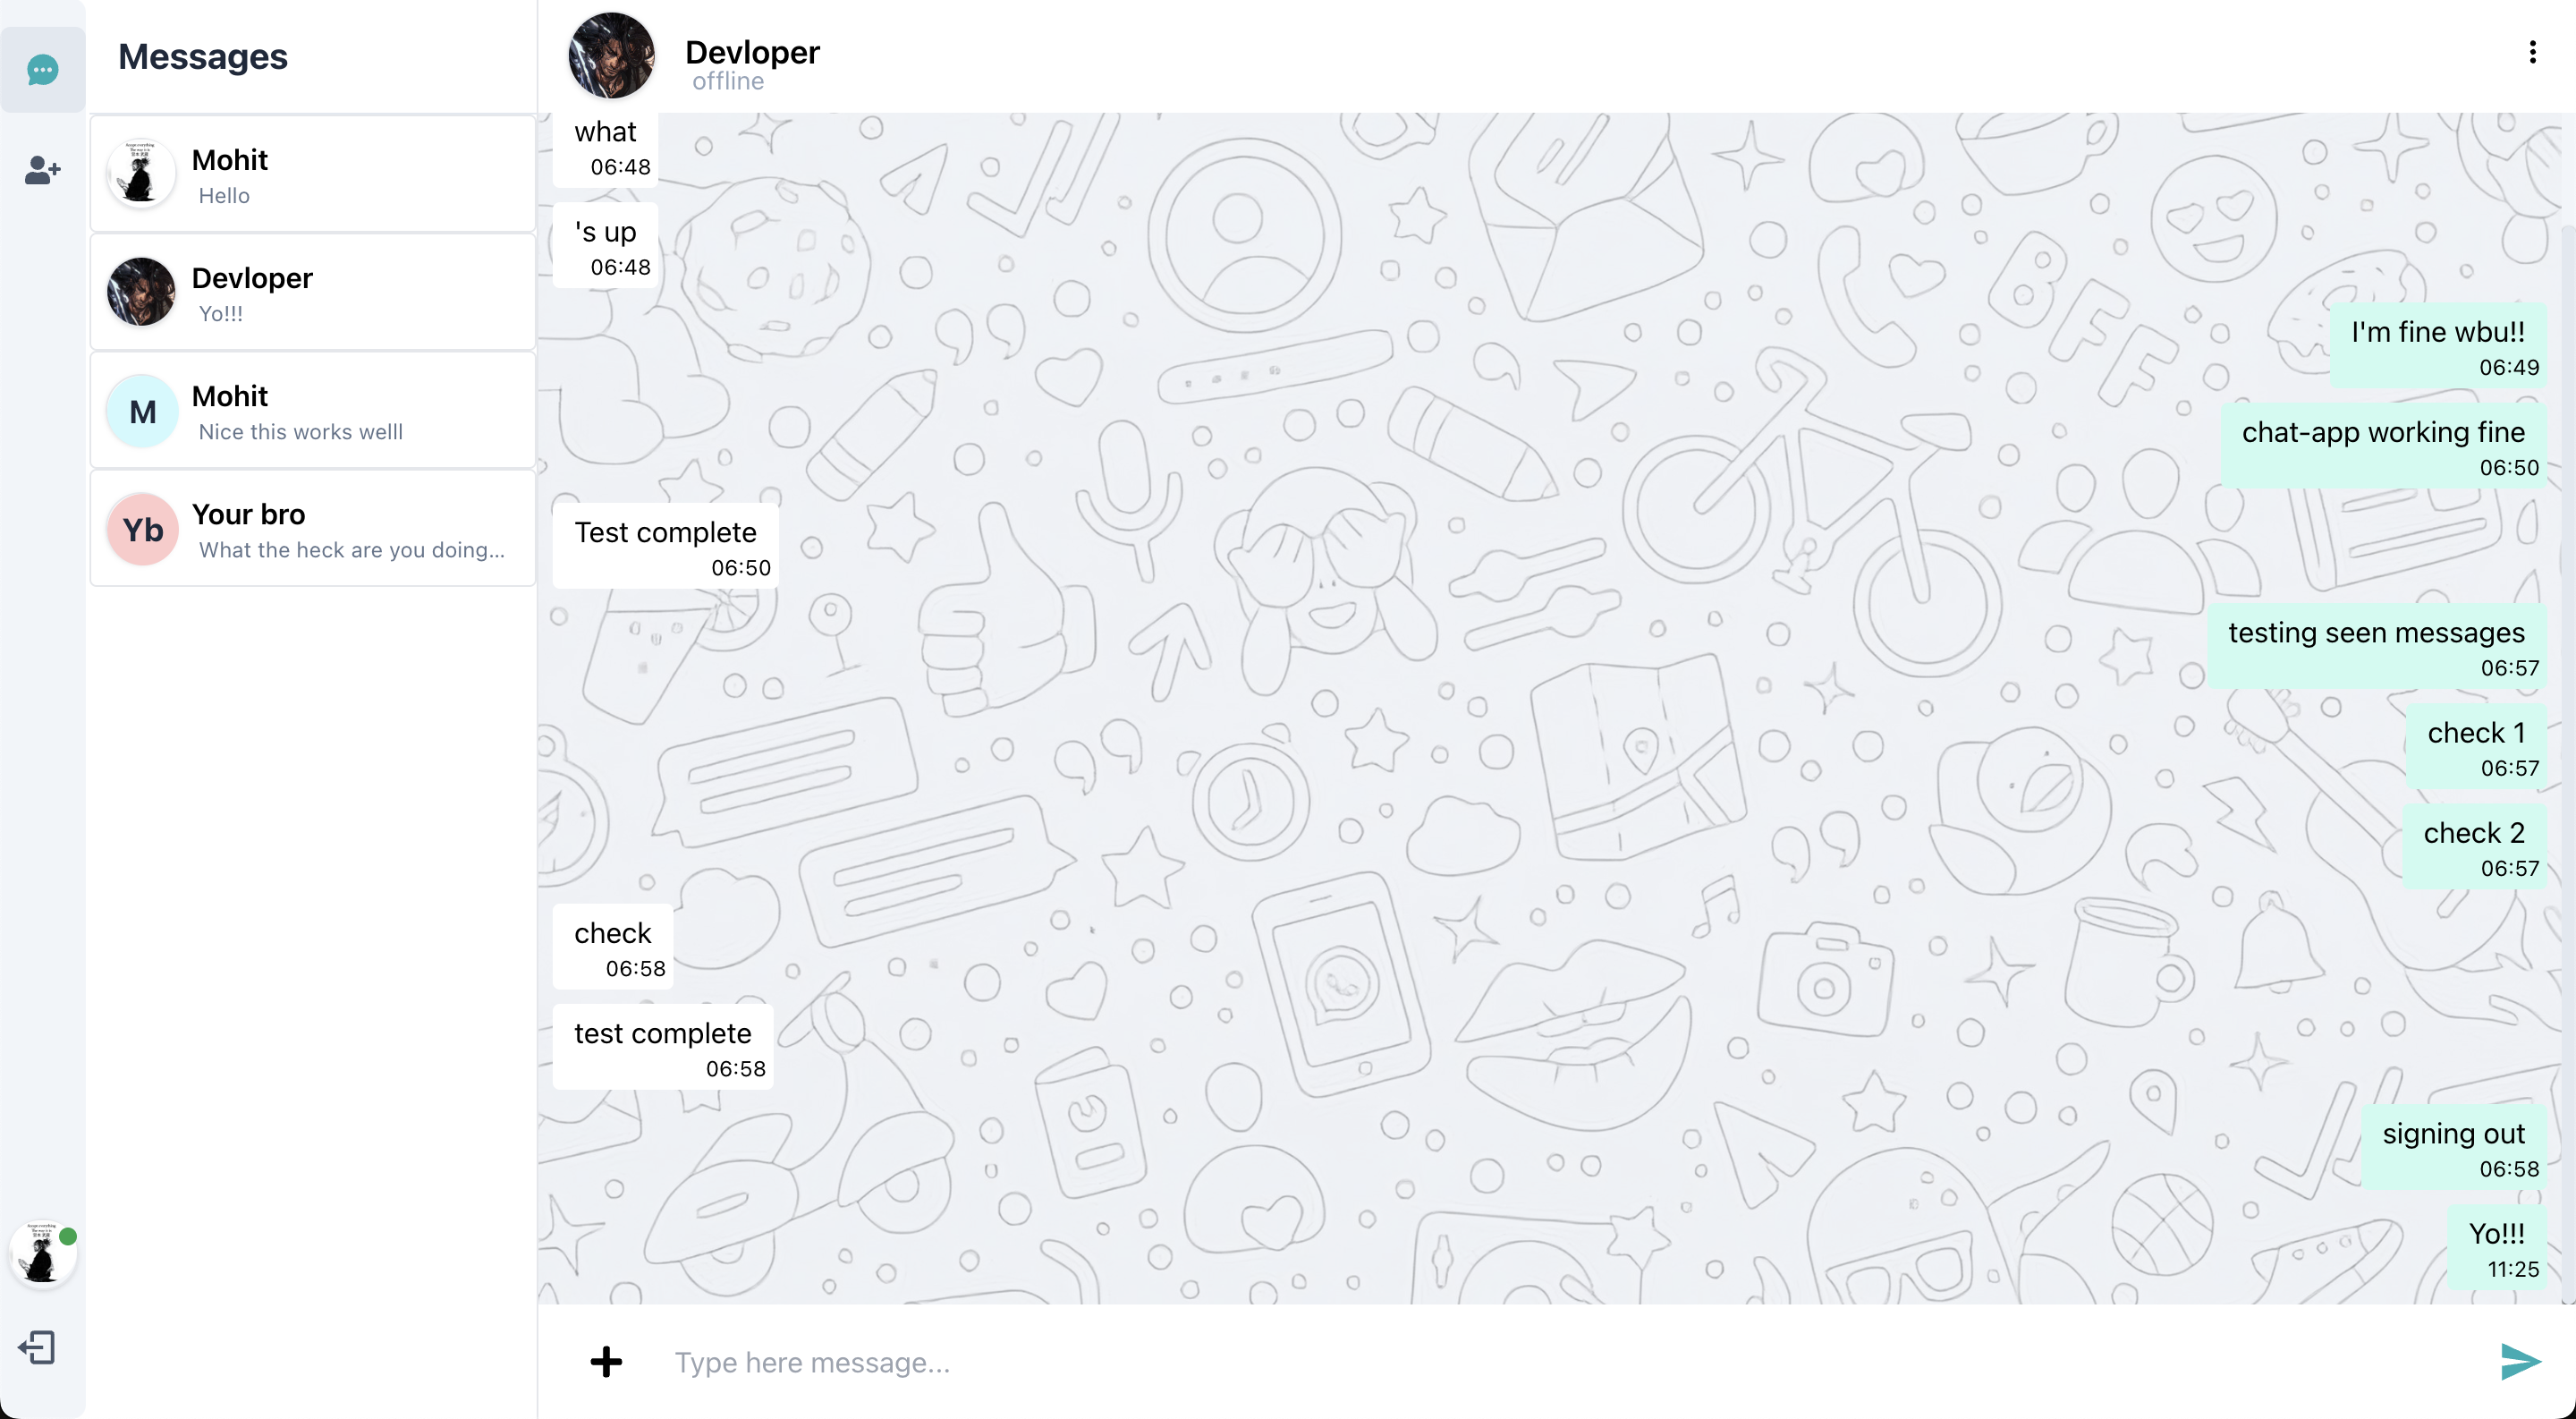 Messages
Mohit
Hello
Devloper
Yo!!!
M
Mohit
Nice this works welll
Yb
Your bro
What the heck are you doing...
Devloper
offline
what
06:48
's up
06:48
I'm fine wbu!!
06:49
chat-app working fine
06:50
Test complete
06:50
testing seen messages
06:57
check 1
06:57
check 2
06:57
check
06:58
test complete
06:58
signing out
06:58
Yo!!!
11:25
BFF
Type here message...